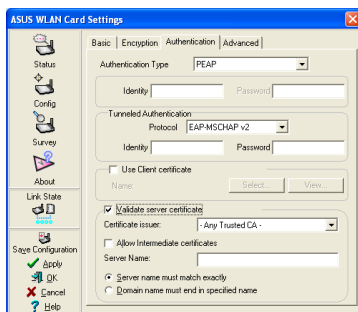 ASUS WLAN Card Settings
Status
Config
Survey
About
Link State
Save Configuration
Apply
OK
Cancel
Help
Basic Encryption Authentication Advanced
Authentication Type PEAP
Identity Password
Tunneled Authentication
Protocol EAP-MSCHAP v2
Identity Password
Use Client certificate
Name: Select... View...
Validate server certificate
Certificate issuer: - Any Trusted CA -
Allow Intermediate certificates
Server Name:
Server name must match exactly
Domain name must end in specified name